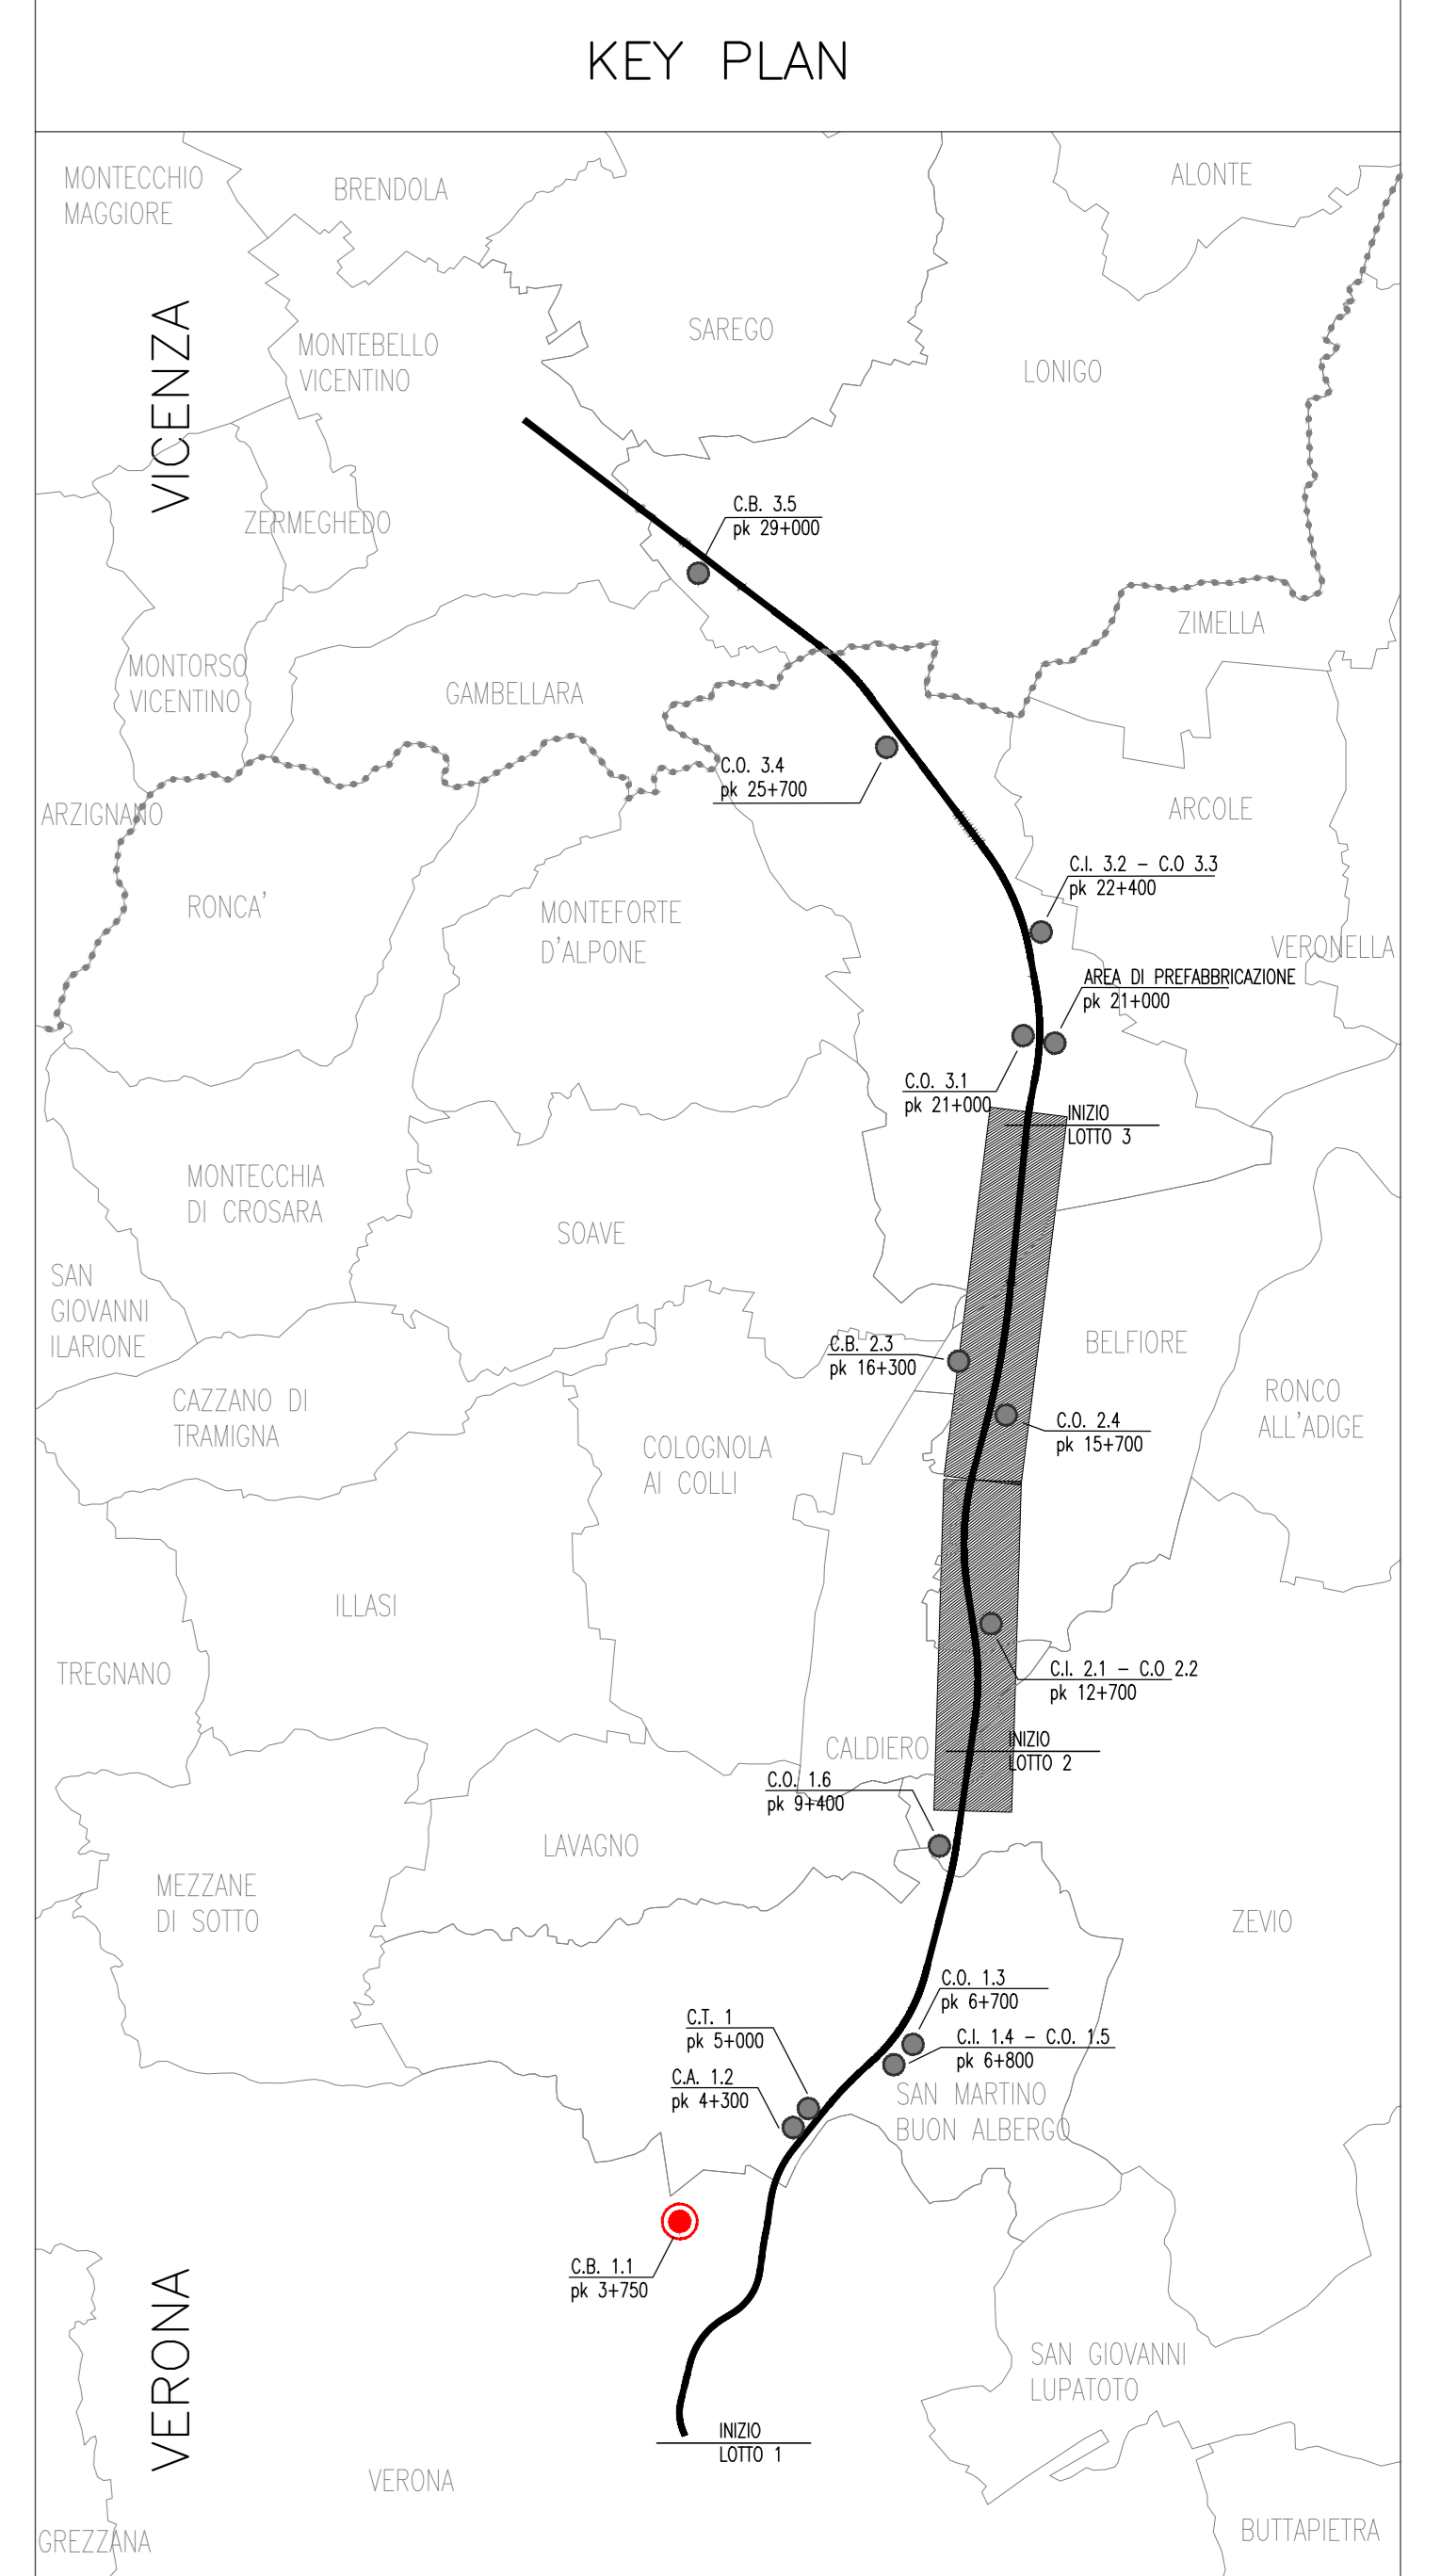 KEY PLAN
MONTECCHIO
MAGGIORE
BRENDOLA
ALONTE
VICENZA
MONTEBELLO
VICENTINO
SAREGO
LONIGO
C.B. 3.5
pk 29+000
ZERMEGHEDO
ZIMELLA
MONTORSO
VICENTINO
GAMBELLARA
C.O. 3.4
pk 25+700
ARZIGNANO
ARCOLE
C.I. 3.2 - C.O 3.3
pk 22+400
RONCA'
MONTEFORTE
D'ALPONE
VERONELLA
AREA DI PREFABBRICAZIONE
pk 21+000
C.O. 3.1
pk 21+000
INIZIO
LOTTO 3
MONTECCHIA
DI CROSARA
SOAVE
SAN
GIOVANNI
ILARIONE
C.B. 2.3
pk 16+300
BELFIORE
CAZZANO DI
TRAMIGNA
RONCO
ALL'ADIGE
C.O. 2.4
pk 15+700
COLOGNOLA
AI COLLI
ILLASI
TREGNANO
C.I. 2.1 - C.O 2.2
pk 12+700
CALDIERO
INIZIO
LOTTO 2
C.O. 1.6
pk 9+400
LAVAGNO
MEZZANE
DI SOTTO
ZEVIO
C.O. 1.3
pk 6+700
C.T. 1
pk 5+000
C.I. 1.4 - C.O. 1.5
pk 6+800
C.A. 1.2
pk 4+300
SAN MARTINO
BUON ALBERGO
C.B. 1.1
pk 3+750
VERONA
SAN GIOVANNI
LUPATOTO
INIZIO
LOTTO 1
VERONA
GREZZANA
BUTTAPIETRA